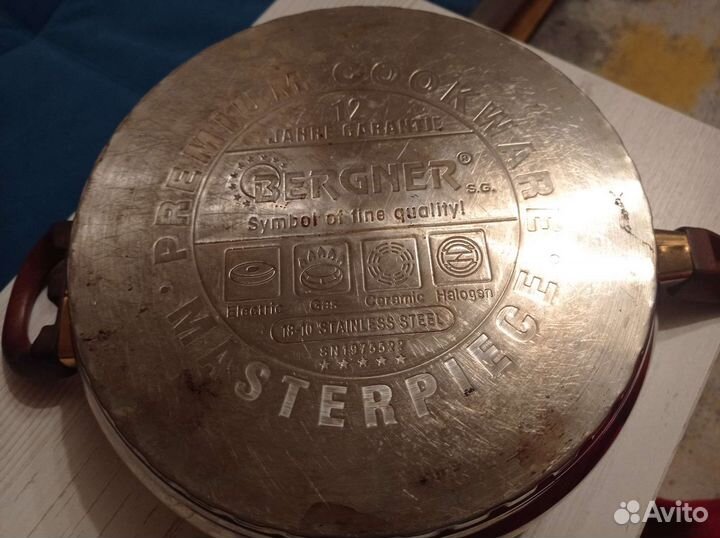 PREMIUM COOKWARE
12
JAHRE GARANTIE
BERGNER®
S.G.
Symbol of fine quality!
Electric Gas Ceramic Halogen
18-10 STAINLESS STEEL
MASTERPIECE
Avito